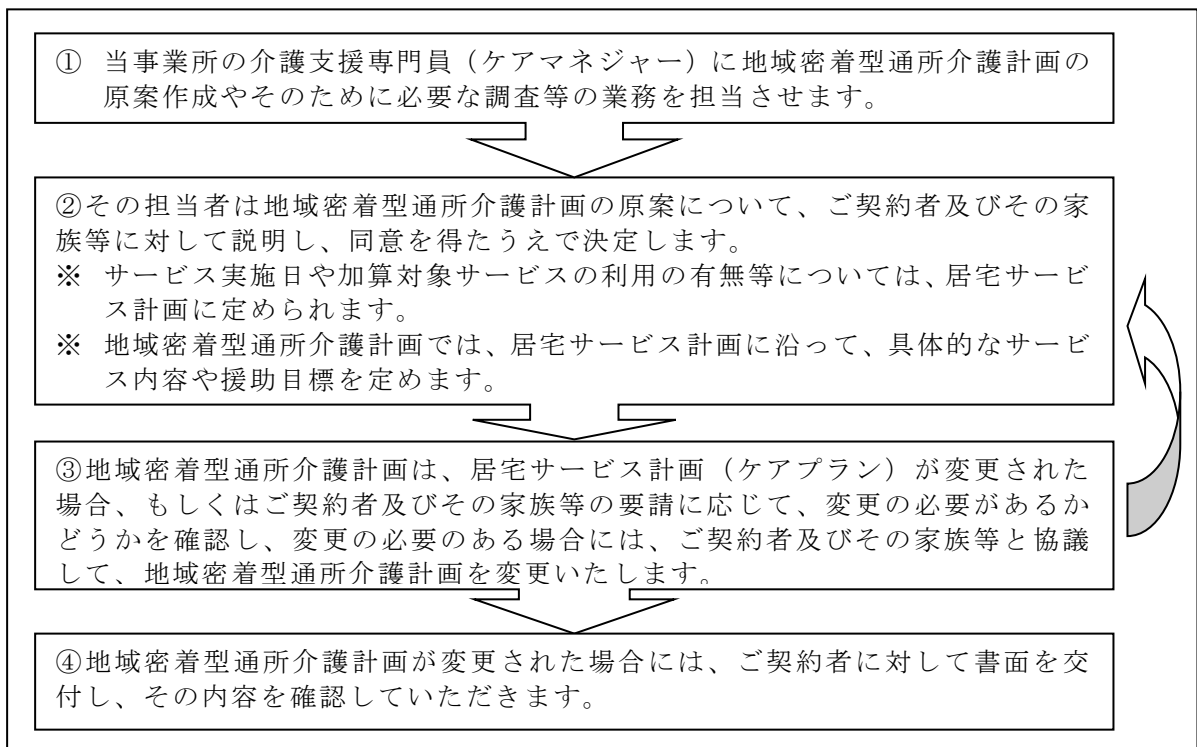 ① 当事業所の介護支援専門員（ケアマネジャー）に地域密着型通所介護計画の
原案作成やそのために必要な調査等の業務を担当させます。
②その担当者は地域密着型通所介護計画の原案について、ご契約者及びその家
族等に対して説明し、同意を得たうえで決定します。
※ サービス実施日や加算対象サービスの利用の有無等については、居宅サービ
ス計画に定められます。
※ 地域密着型通所介護計画では、居宅サービス計画に沿って、具体的なサービ
ス内容や援助目標を定めます。
③地域密着型通所介護計画は、居宅サービス計画（ケアプラン）が変更された
場合、もしくはご契約者及びその家族等の要請に応じて、変更の必要があるか
どうかを確認し、変更の必要のある場合には、ご契約者及びその家族等と協議
して、地域密着型通所介護計画を変更いたします。
④地域密着型通所介護計画が変更された場合には、ご契約者に対して書面を交
付し、その内容を確認していただきます。